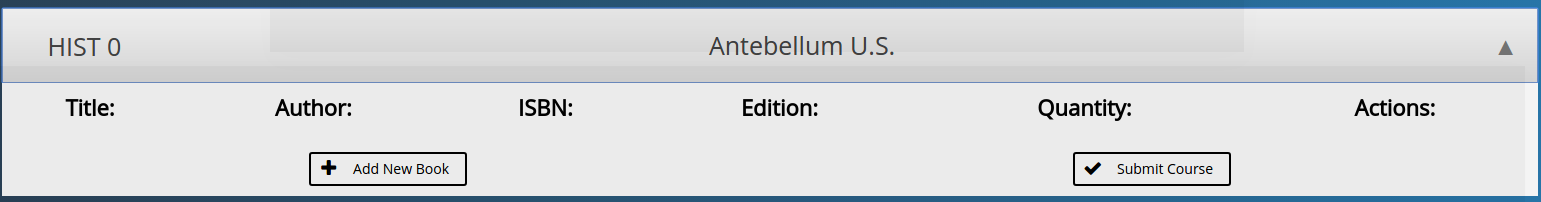 HIST 0 Antebellum U.S. ▲
Title: Author: ISBN: Edition: Quantity: Actions:
Add New Book Submit Course